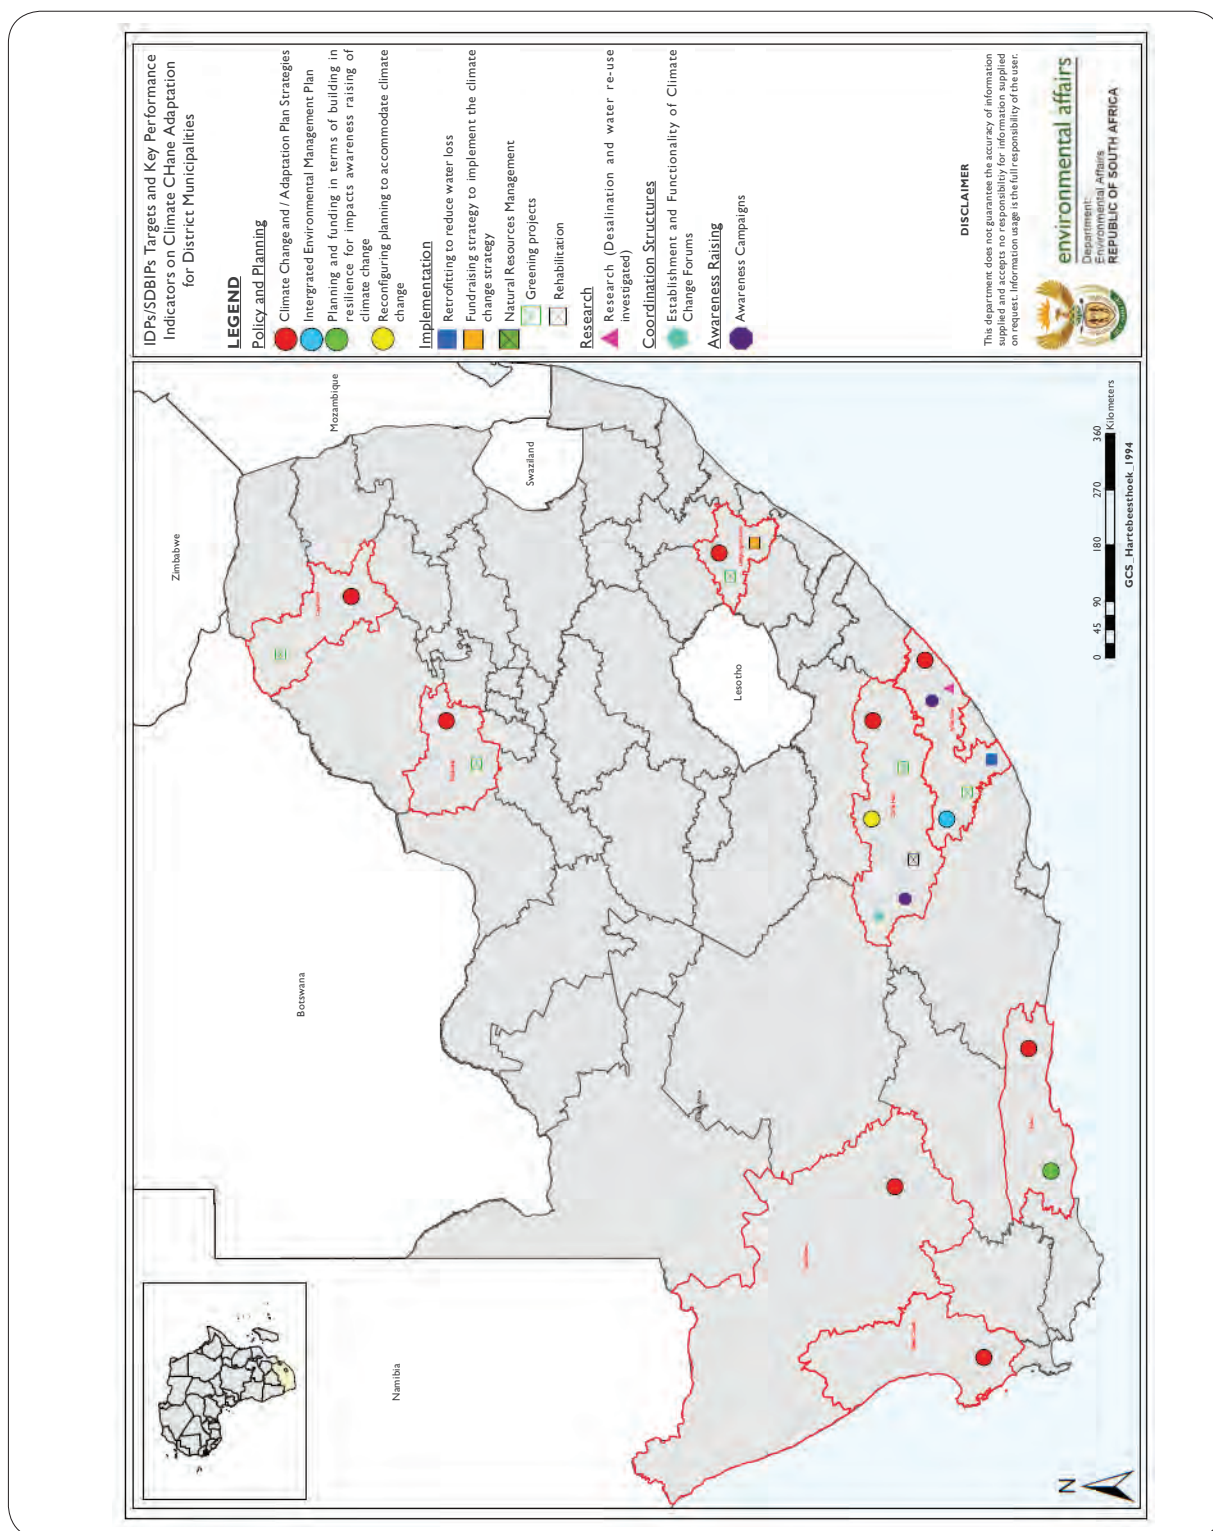 IDPs/SDBIPs Targets and Key Performance
Indicators on Climate CHane Adaptation
for District Municipalities
LEGEND
Policy and Planning
Climate Change and / Adaptation Plan Strategies
Intergrated Environmental Management Plan
Planning and funding in terms of building in
resilience for impacts awareness raising of
climate change
Reconfiguring planning to accommodate climate
change
Implementation
Retrofitting to reduce water loss
Fundraising strategy to implement the climate
change strategy
Natural Resources Management
Greening projects
Rehabilitation
Research
Research (Desalination and water re-use
investigated)
Coordination Structures
Establishment and Functionality of Climate
Change Forums
Awareness Raising
Awareness Campaigns
DISCLAIMER
This department does not guarantee the accuracy of information
supplied and accepts no responsibiltiy for information supplied
on request. Information usage is the full responsibility of the user.
environmental affairs
Department:
Environmental Affairs
REPUBLIC OF SOUTH AFRICA
Zimbabwe
Mozambique
Botswana
Swaziland
Lesotho
Namibia
0 45 90 180 270 360
Kilometers
GCS_Hartebeesthoek_1994
N